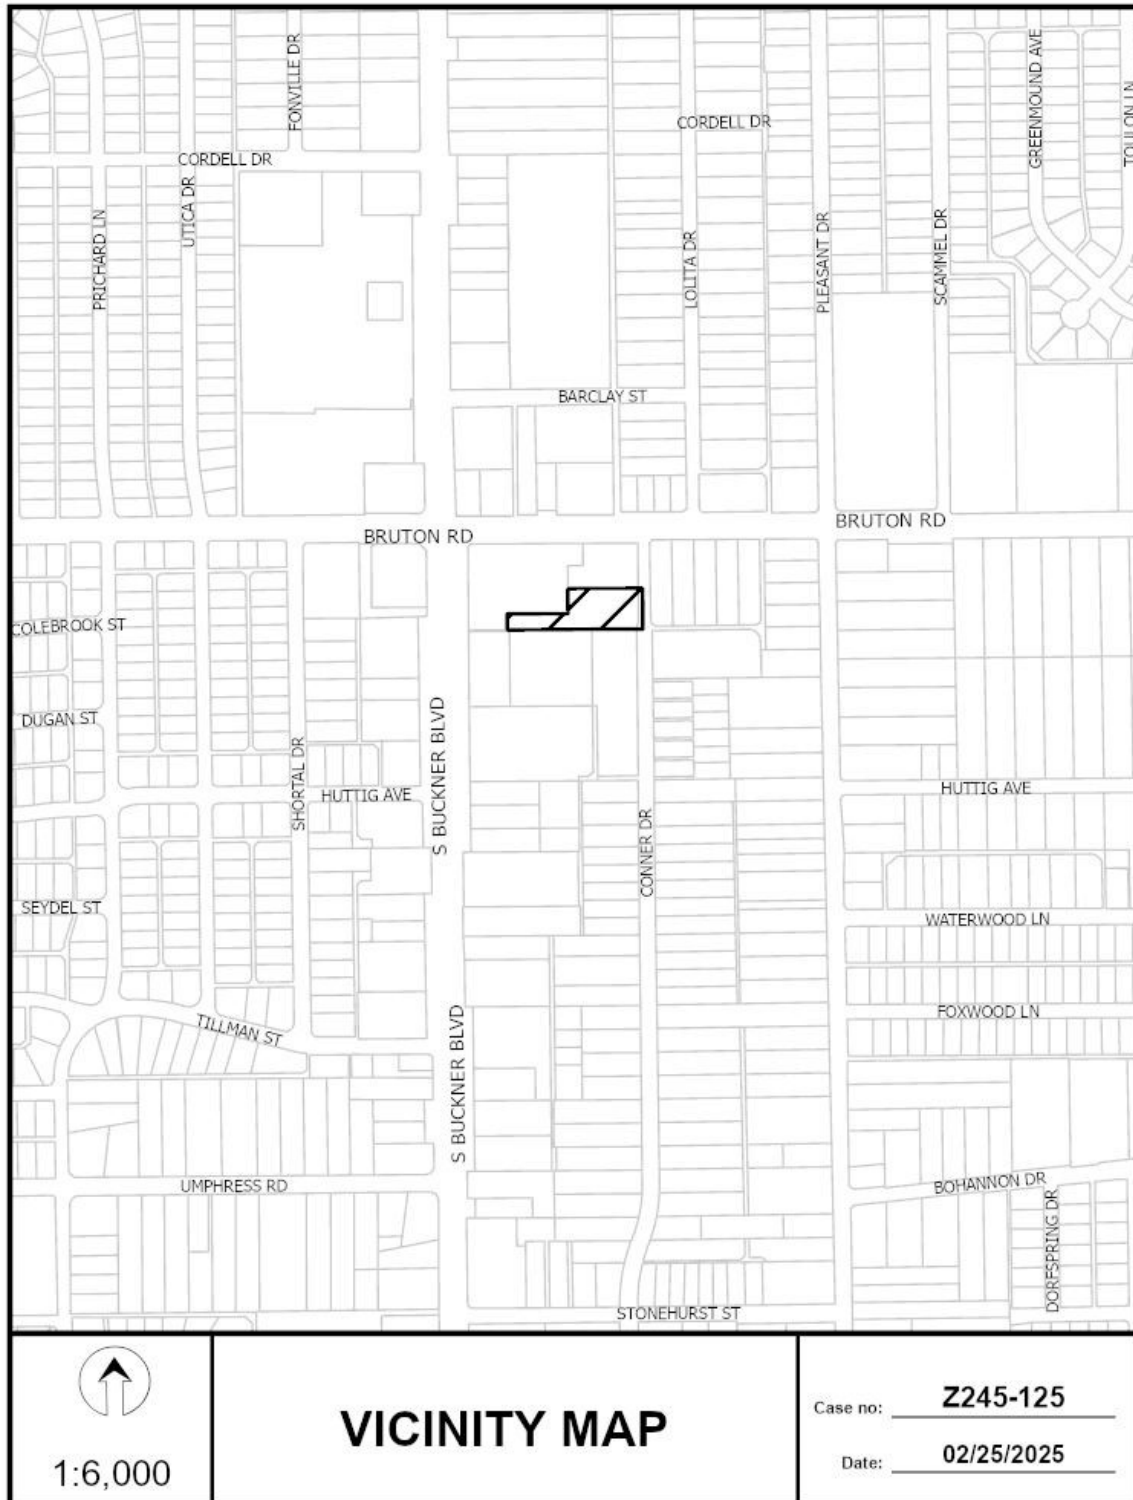 FONVILLE DR
GREENMOUND AVE
TOULON LN
CORDELL DR
CORDELL DR
PRICHARD LN
UTICA DR
LOLITA DR
PLEASANT DR
SCAMMEL DR
BARCLAY ST
BRUTON RD
BRUTON RD
COLEBROOK ST
DUGAN ST
SHORTAL DR
HUTTIG AVE
S BUCKNER BLVD
CONNER DR
HUTTIG AVE
SEYDEL ST
WATERWOOD LN
TILLMAN ST
S BUCKNER BLVD
FOXWOOD LN
UMPHRESS RD
BOHANNON DR
DORFSPRING DR
STONEHURST ST
1:6,000
VICINITY MAP
Case no: Z245-125
Date: 02/25/2025